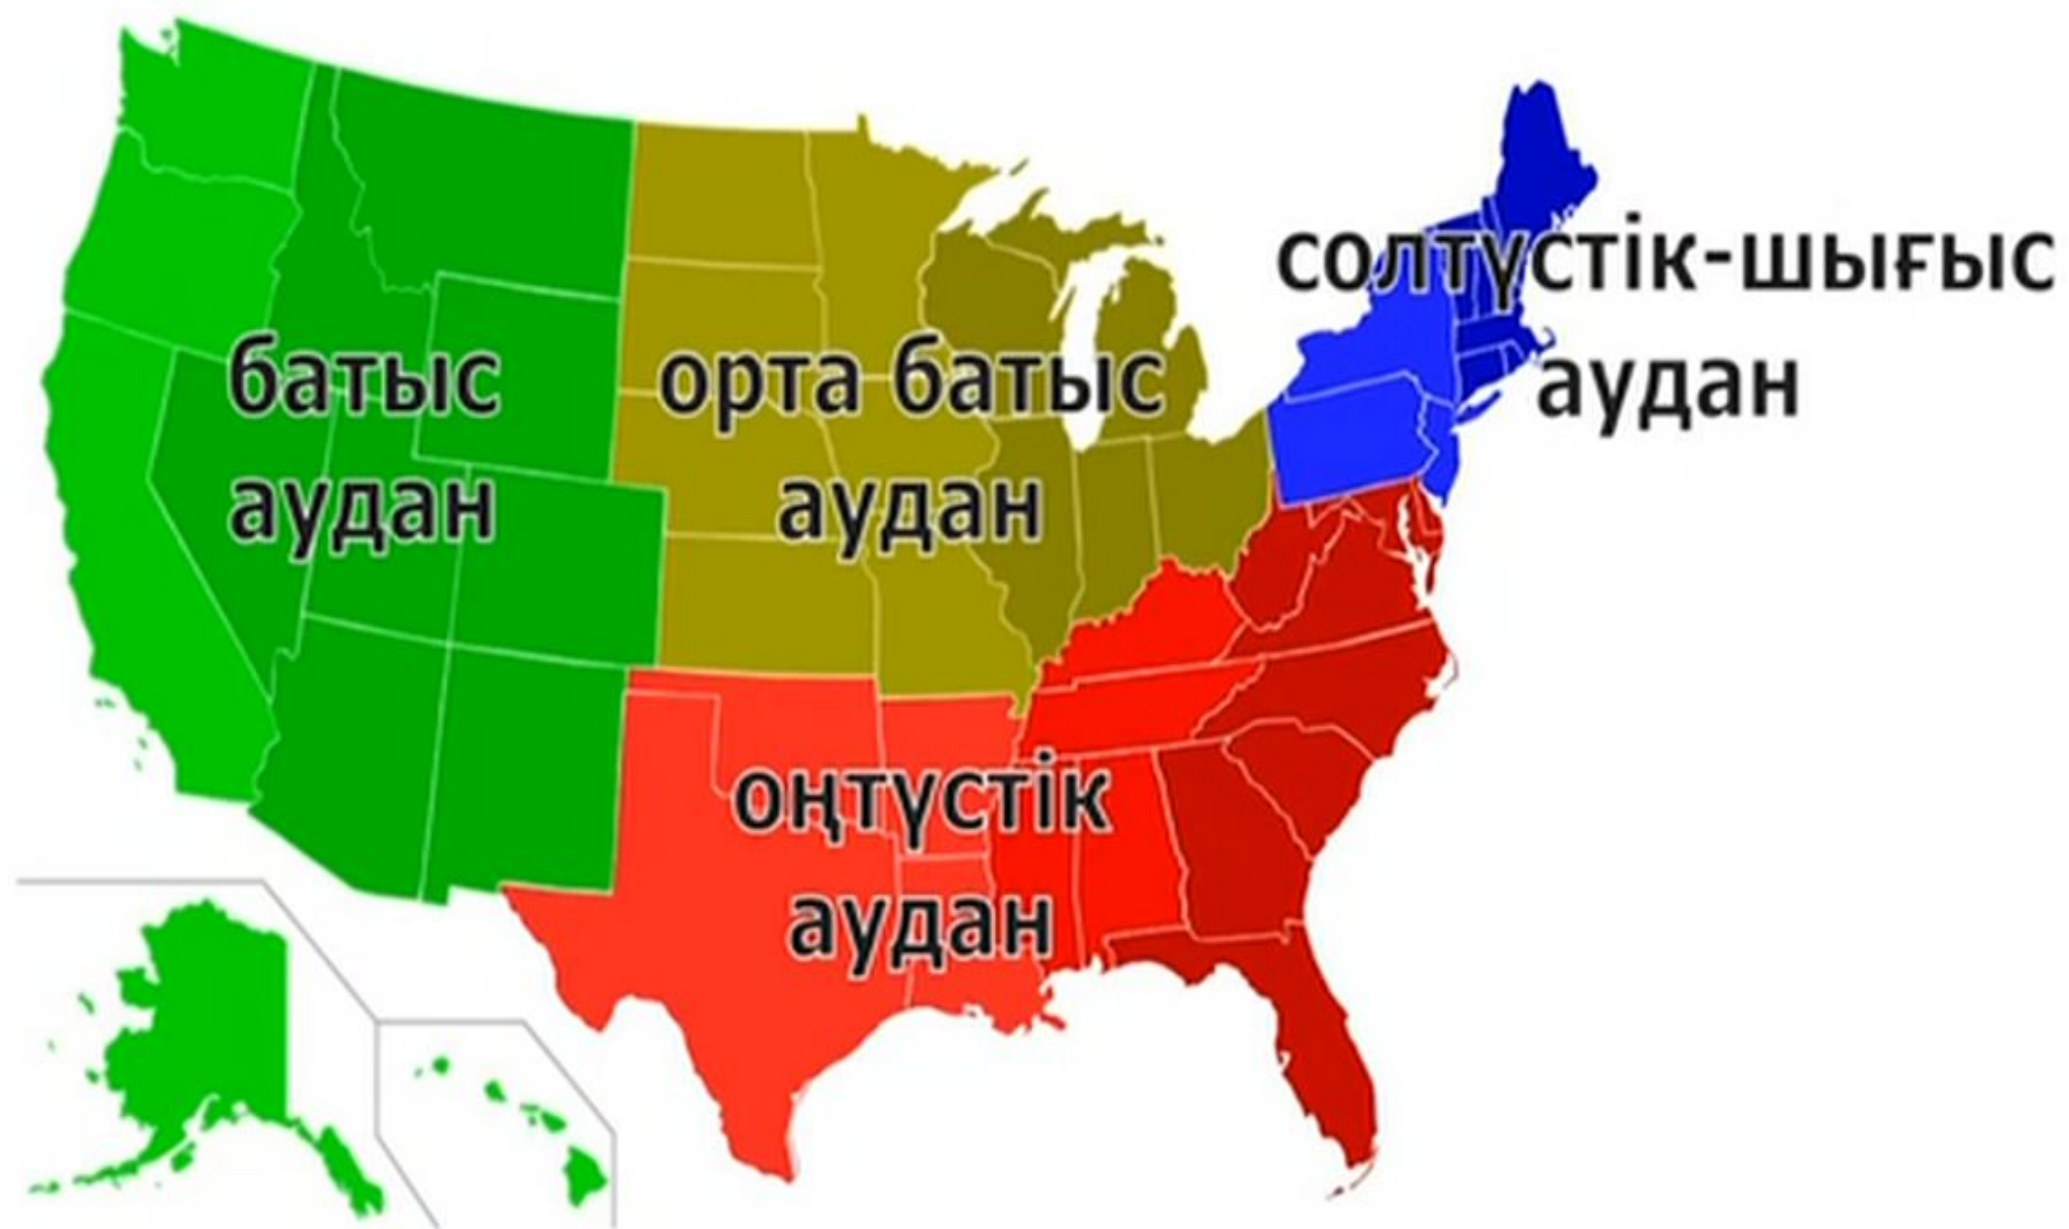 солтүстік-шығыс
аудан
батыс
аудан
орта батыс
аудан
оңтүстік
аудан